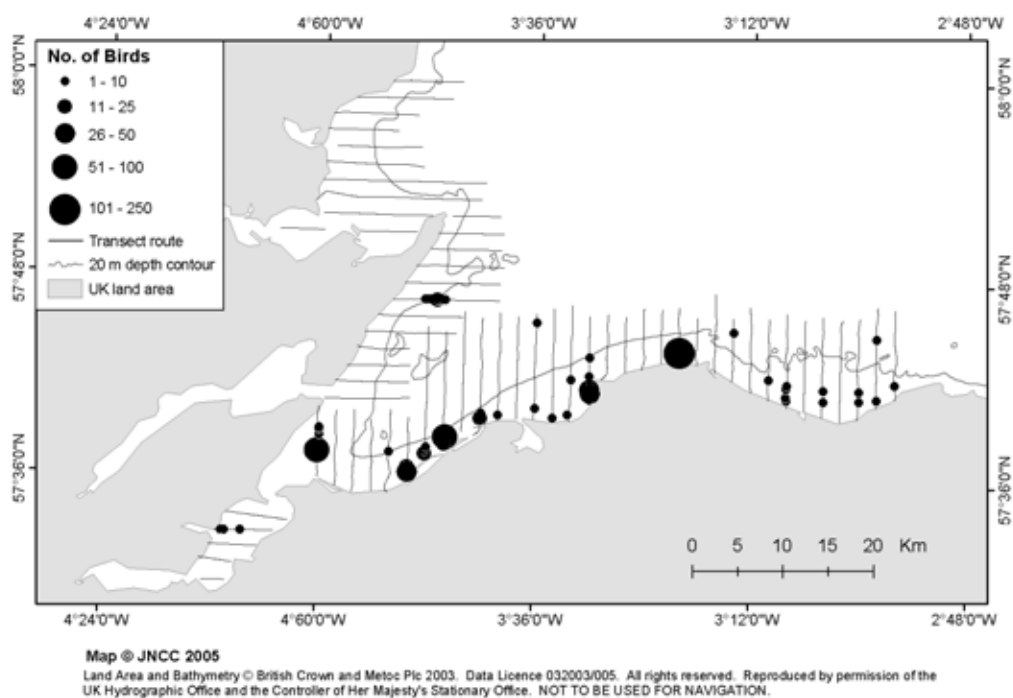 4°24'0"W 4°60'0"W 3°36'0"W 3°12'0"W 2°48'0"W
No. of Birds
1 - 10
11 - 25
26 - 50
51 - 100
101 - 250
Transect route
20 m depth contour
UK land area
58°0'0"N
58°0'0"N
57°48'0"N
57°48'0"N
57°36'0"N
57°36'0"N
0 5 10 15 20 Km
4°24'0"W 4°60'0"W 3°36'0"W 3°12'0"W 2°48'0"W
Map © JNCC 2005
Land Area and Bathymetry © British Crown and Metoc Plc 2003. Data Licence 032003/005. All rights reserved. Reproduced by permission of the
UK Hydrographic Office and the Controller of Her Majesty's Stationary Office. NOT TO BE USED FOR NAVIGATION.